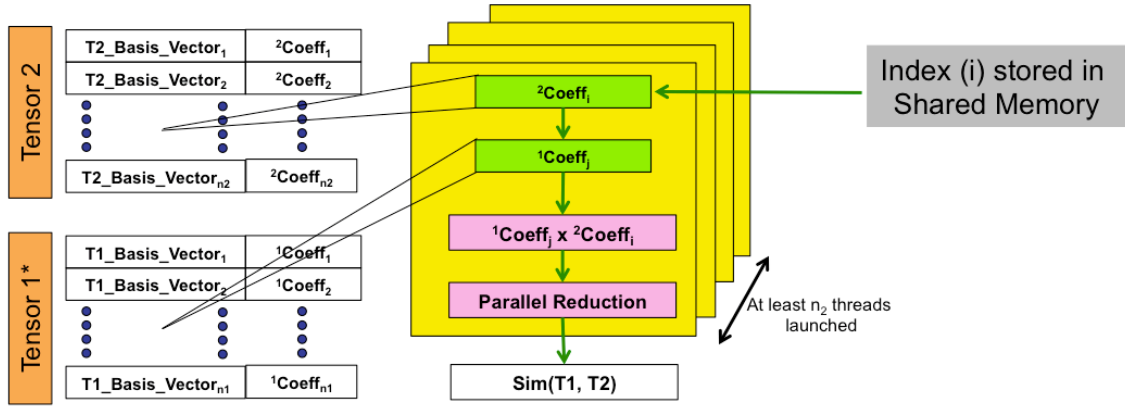 Tensor 2
T2_Basis_Vector₁ ²Coeff₁
T2_Basis_Vector₂ ²Coeff₂
T2_Basis_Vectorₙ₂ ²Coeffₙ₂
Tensor 1*
T1_Basis_Vector₁ ¹Coeff₁
T1_Basis_Vector₂ ¹Coeff₂
T1_Basis_Vectorₙ₁ ¹Coeffₙ₁
²Coeffᵢ
¹Coeffⱼ
¹Coeffⱼ x ²Coeffᵢ
Parallel Reduction
Sim(T1, T2)
Index (i) stored in
Shared Memory
At least n₂ threads
launched